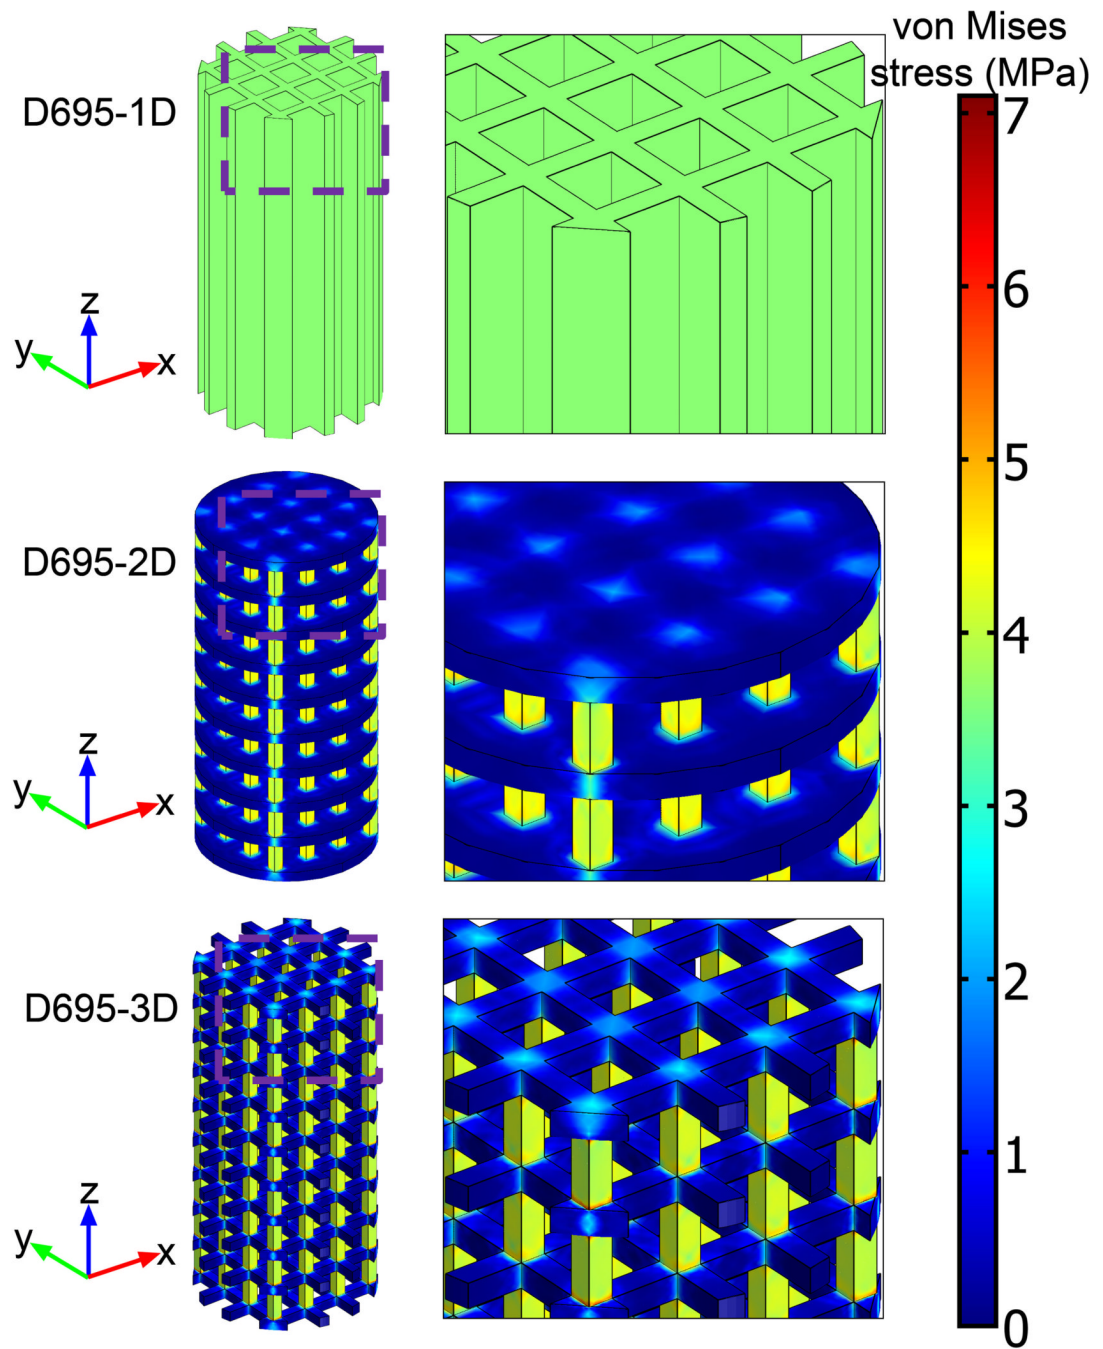 von Mises
stress (MPa)
D695-1D
z
y
x
7
6
5
4
3
2
1
0
D695-2D
z
y
x
D695-3D
z
y
x